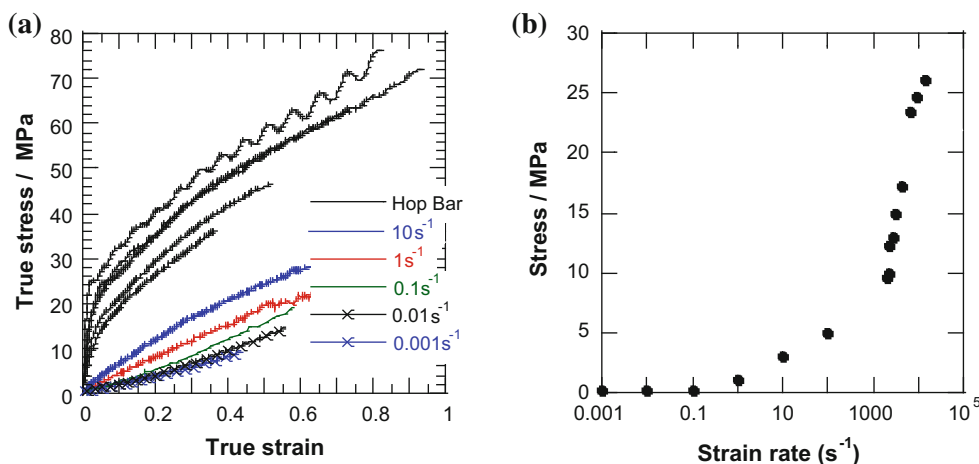 (a)
True stress / MPa
80
70
60
50
40
30
20
10
0
Hop Bar
10s⁻¹
1s⁻¹
0.1s⁻¹
0.01s⁻¹
0.001s⁻¹
0 0.2 0.4 0.6 0.8 1
True strain
(b)
Stress / MPa
30
25
20
15
10
5
0
0.001 0.1 10 1000 5
Strain rate (s⁻¹)